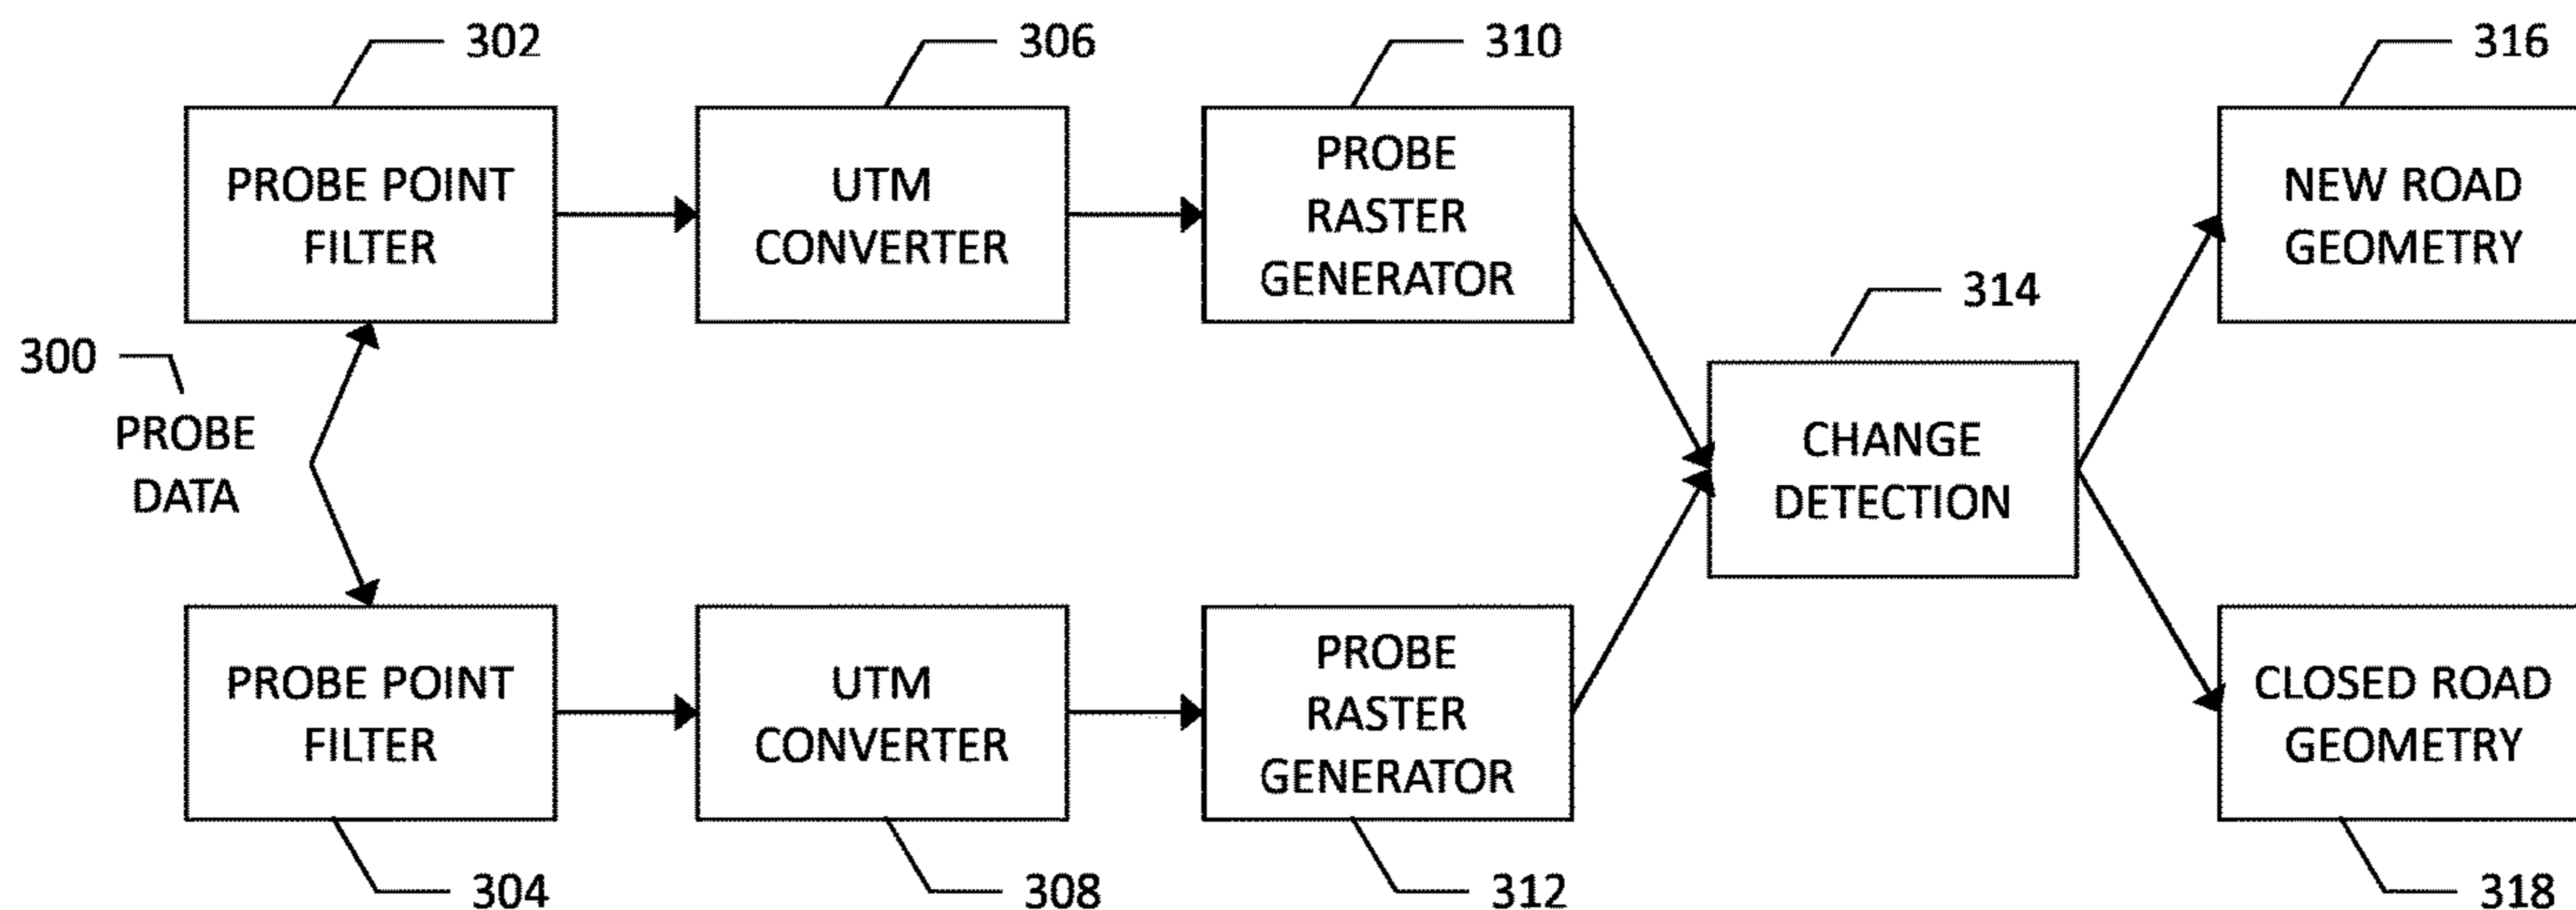 302
306
310
316
PROBE POINT
FILTER
UTM
CONVERTER
PROBE
RASTER
GENERATOR
NEW ROAD
GEOMETRY
300
PROBE
DATA
314
CHANGE
DETECTION
PROBE POINT
FILTER
UTM
CONVERTER
PROBE
RASTER
GENERATOR
CLOSED ROAD
GEOMETRY
304
308
312
318